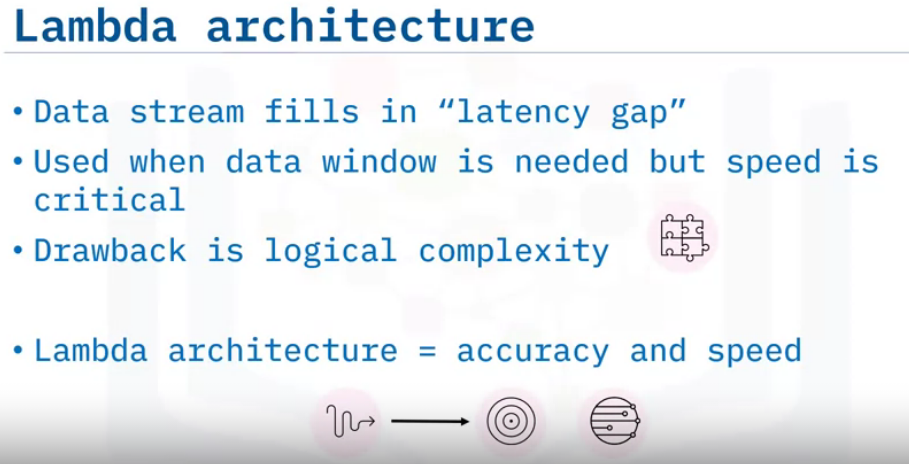 Lambda architecture
• Data stream fills in “latency gap”
• Used when data window is needed but speed is
critical
• Drawback is logical complexity
• Lambda architecture = accuracy and speed